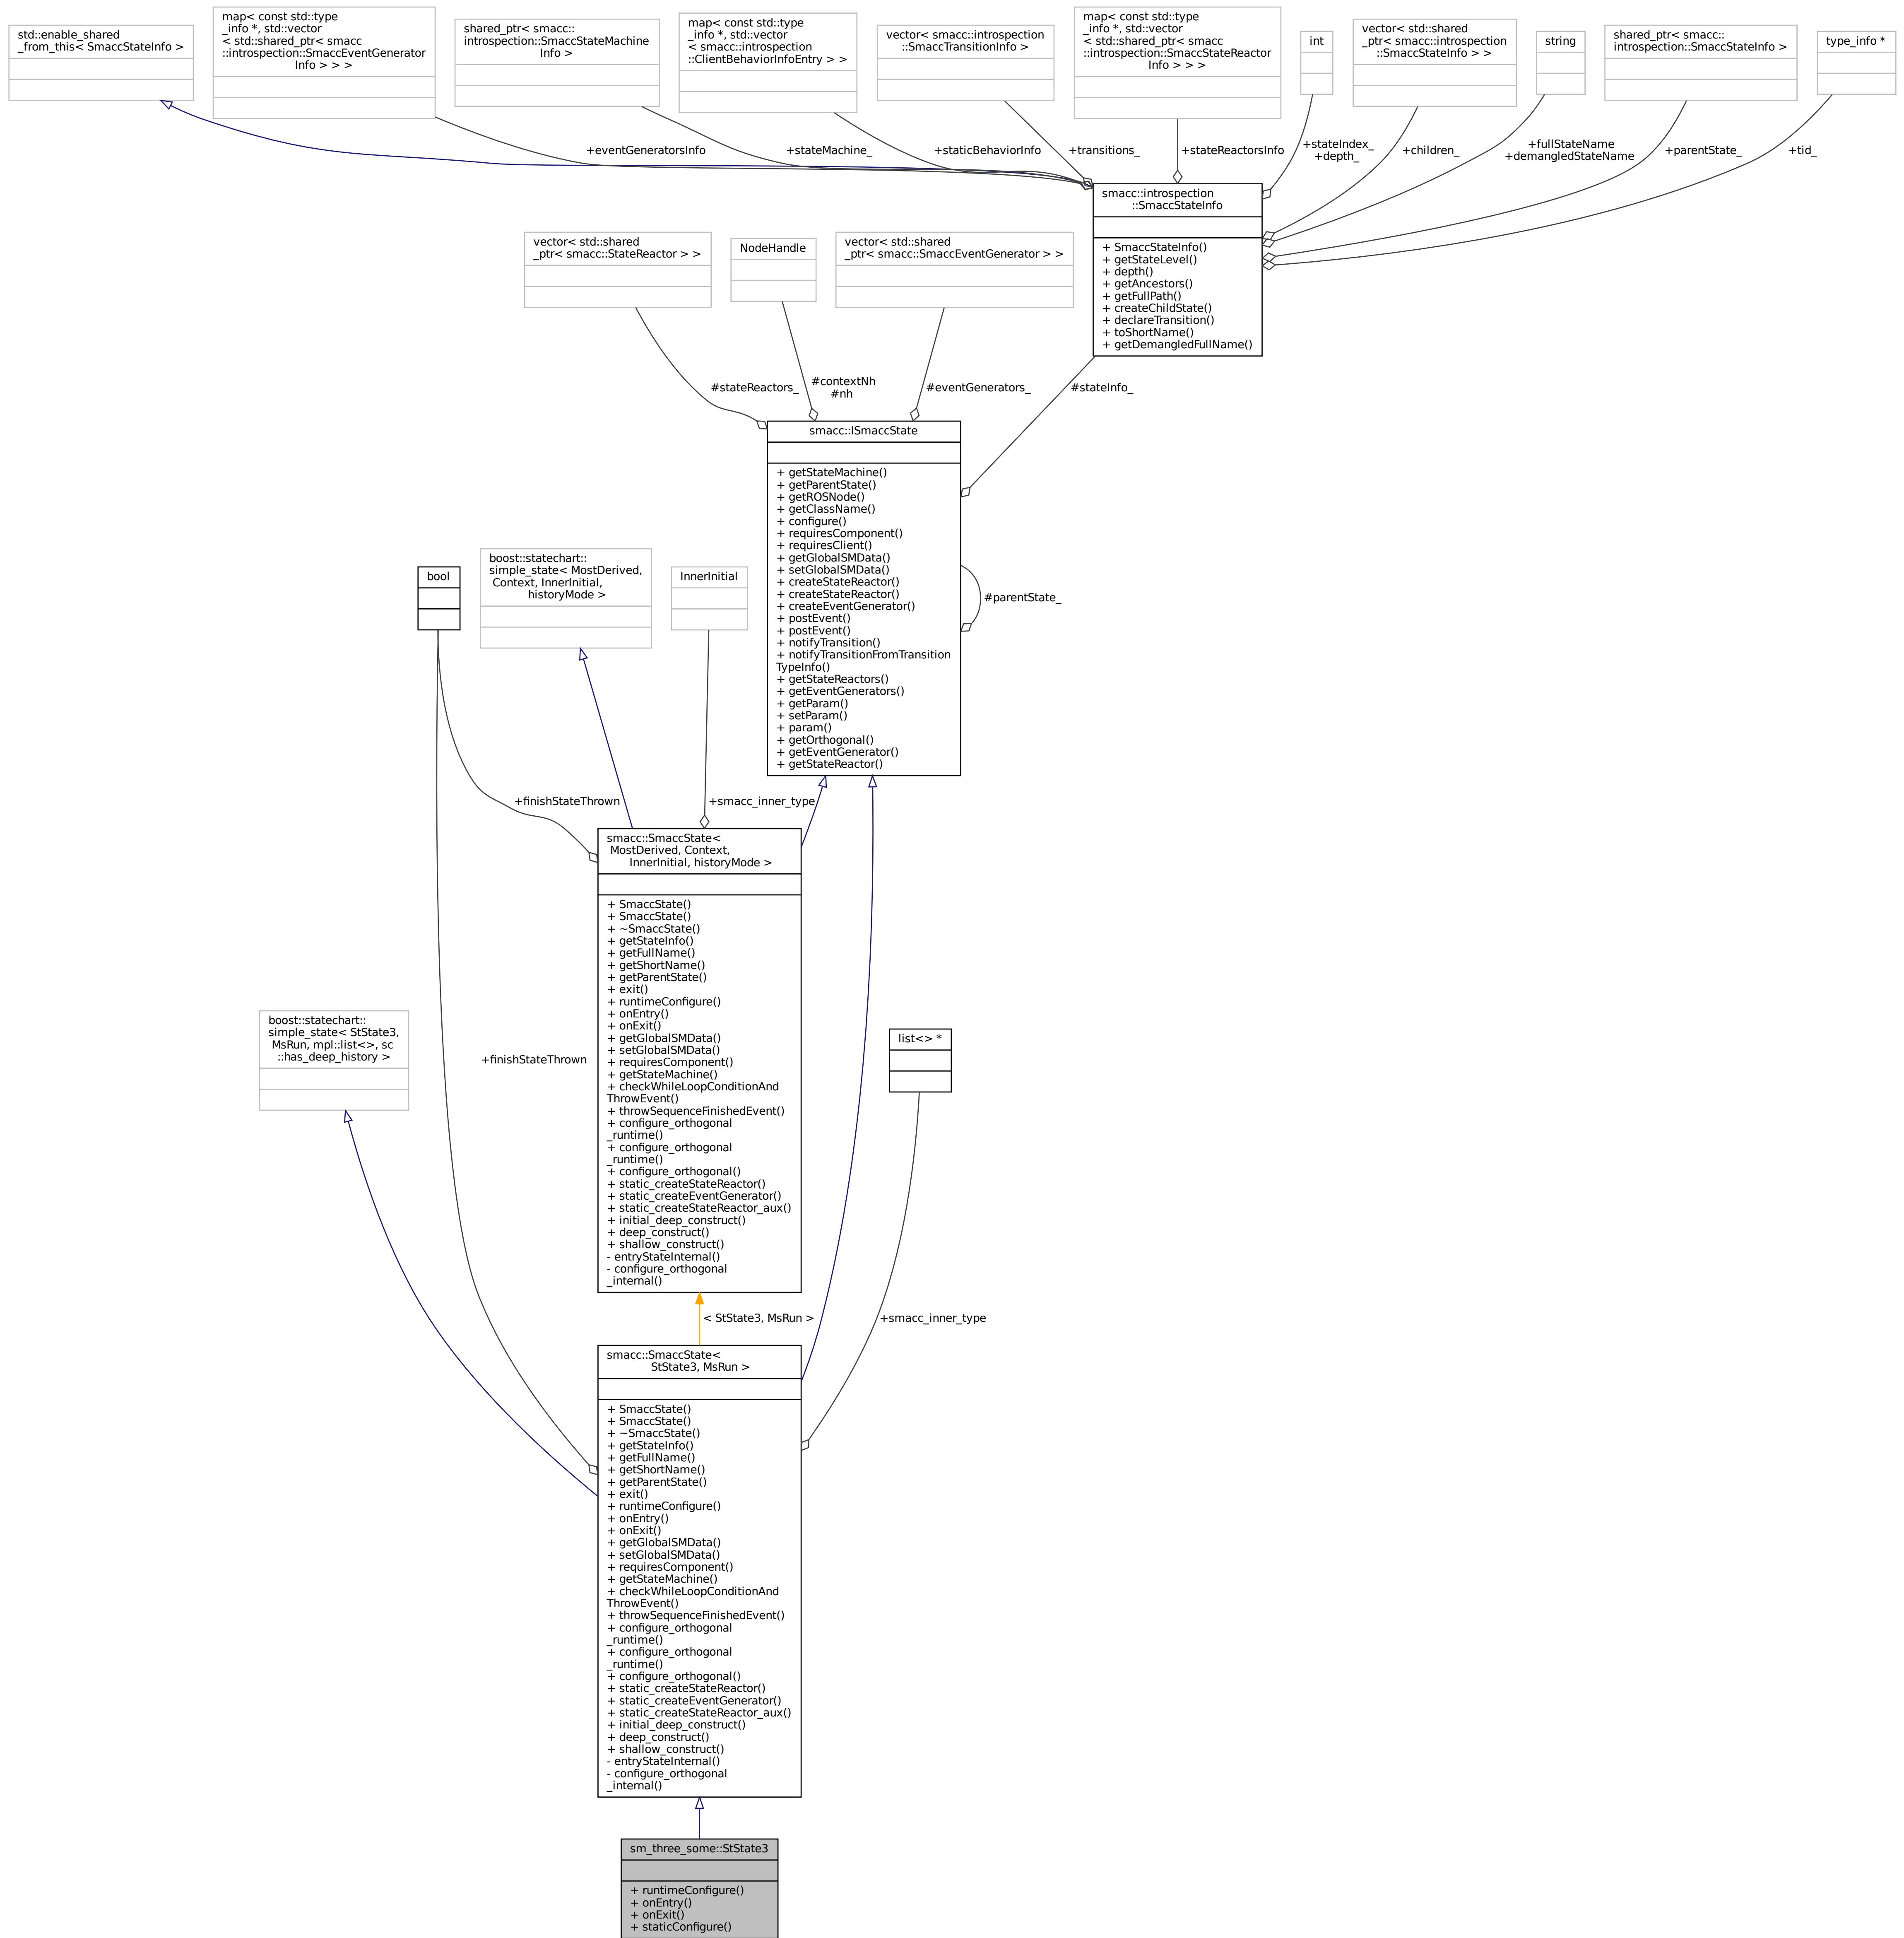 std::enable_shared
_from_this< SmaccStateInfo >
map< const std::type
_info *, std::vector
< std::shared_ptr< smacc
::introspection::SmaccEventGenerator
Info > > >
shared_ptr< smacc::
introspection::SmaccStateMachine
Info >
map< const std::type
_info *, std::vector
< smacc::introspection
::ClientBehaviorInfoEntry > >
vector< smacc::introspection
::SmaccTransitionInfo >
map< const std::type
_info *, std::vector
< std::shared_ptr< smacc
::introspection::SmaccStateReactor
Info > > >
int
vector< std::shared
_ptr< smacc::introspection
::SmaccStateInfo > >
string
shared_ptr< smacc::
introspection::SmaccStateInfo >
type_info *
+eventGeneratorsInfo
+stateMachine_
+staticBehaviorInfo
+transitions_
+stateReactorsInfo
+stateIndex_
+depth_
+children_
+fullStateName
+demangledStateName
+parentState_
+tid_
smacc::introspection
::SmaccStateInfo
+ SmaccStateInfo()
+ getStateLevel()
+ depth()
+ getAncestors()
+ getFullPath()
+ createChildState()
+ declareTransition()
+ toShortName()
+ getDemangledFullName()
vector< std::shared
_ptr< smacc::StateReactor > >
NodeHandle
vector< std::shared
_ptr< smacc::SmaccEventGenerator > >
#stateReactors_
#contextNh
#nh
#eventGenerators_
#stateInfo_
smacc::ISmaccState
+ getStateMachine()
+ getParentState()
+ getROSNode()
+ getClassName()
+ configure()
+ requiresComponent()
+ requiresClient()
+ getGlobalSMData()
+ setGlobalSMData()
+ createStateReactor()
+ createStateReactor()
+ createEventGenerator()
+ postEvent()
+ postEvent()
+ notifyTransition()
+ notifyTransitionFromTransition
TypeInfo()
+ getStateReactors()
+ getEventGenerators()
+ getParam()
+ setParam()
+ param()
+ getOrthogonal()
+ getEventGenerator()
+ getStateReactor()
#parentState_
bool
boost::statechart::
simple_state< MostDerived,
Context, InnerInitial,
historyMode >
InnerInitial
+finishStateThrown
+smacc_inner_type
smacc::SmaccState<
MostDerived, Context,
InnerInitial, historyMode >
+ SmaccState()
+ SmaccState()
+ ~SmaccState()
+ getStateInfo()
+ getFullName()
+ getShortName()
+ getParentState()
+ exit()
+ runtimeConfigure()
+ onEntry()
+ onExit()
+ getGlobalSMData()
+ setGlobalSMData()
+ requiresComponent()
+ getStateMachine()
+ checkWhileLoopConditionAnd
ThrowEvent()
+ throwSequenceFinishedEvent()
+ configure_orthogonal
_runtime()
+ configure_orthogonal
_runtime()
+ configure_orthogonal()
+ static_createStateReactor()
+ static_createEventGenerator()
+ static_createStateReactor_aux()
+ initial_deep_construct()
+ deep_construct()
+ shallow_construct()
- entryStateInternal()
- configure_orthogonal
_internal()
boost::statechart::
simple_state< StState3,
MsRun, mpl::list<>, sc
::has_deep_history >
+finishStateThrown
list<> *
< StState3, MsRun >
+smacc_inner_type
smacc::SmaccState<
StState3, MsRun >
+ SmaccState()
+ SmaccState()
+ ~SmaccState()
+ getStateInfo()
+ getFullName()
+ getShortName()
+ getParentState()
+ exit()
+ runtimeConfigure()
+ onEntry()
+ onExit()
+ getGlobalSMData()
+ setGlobalSMData()
+ requiresComponent()
+ getStateMachine()
+ checkWhileLoopConditionAnd
ThrowEvent()
+ throwSequenceFinishedEvent()
+ configure_orthogonal
_runtime()
+ configure_orthogonal
_runtime()
+ configure_orthogonal()
+ static_createStateReactor()
+ static_createEventGenerator()
+ static_createStateReactor_aux()
+ initial_deep_construct()
+ deep_construct()
+ shallow_construct()
- entryStateInternal()
- configure_orthogonal
_internal()
sm_three_some::StState3
+ runtimeConfigure()
+ onEntry()
+ onExit()
+ staticConfigure()